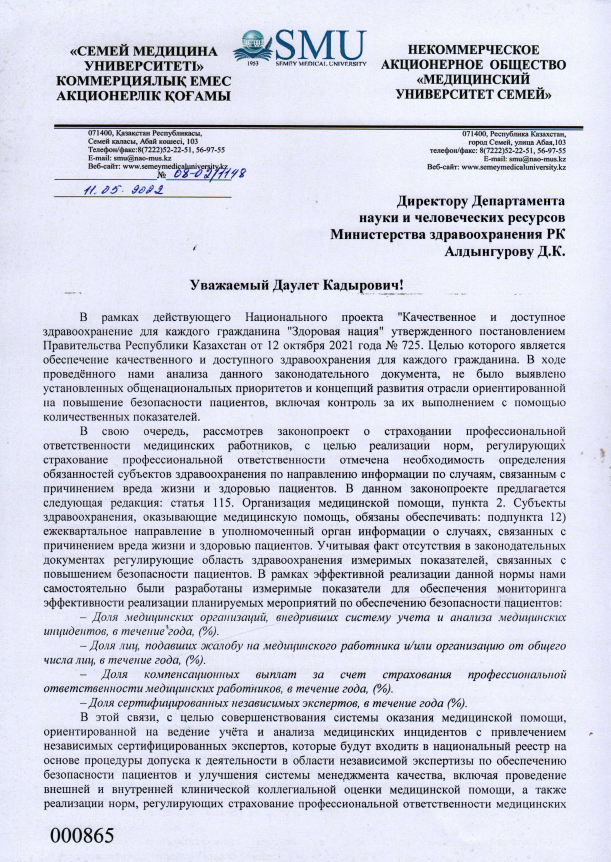 «СЕМЕЙ МЕДИЦИНА
УНИВЕРСИТЕТІ»
КОММЕРЦИЯЛЫҚ ЕМЕС
АКЦИОНЕРЛІК ҚОҒАМЫ
1953
SMU
SEMEY MEDICAL UNIVERSITY
НЕКОММЕРЧЕСКОЕ
АКЦИОНЕРНОЕ ОБЩЕСТВО
«МЕДИЦИНСКИЙ
УНИВЕРСИТЕТ СЕМЕЙ»
071400, Қазақстан Республикасы,
Семей қаласы, Абай көшесі, 103
Телефон/факс:8(7222)52-22-51, 56-97-55
E-mail: smu@nao-mus.kz
Веб-сайт: www.semeymedicaluniversity.kz
071400, Республика Казахстан,
город Семей, улица Абая,103
телефон/факс: 8(7222)52-22-51, 56-97-55
E-mail: smu@nao-mus.kz
Веб-сайт: www.semeymedicaluniversity.kz
№ 08-02/1148
11.05.2022
Директору Департамента
науки и человеческих ресурсов
Министерства здравоохранения РК
Алдынгурову Д.К.
Уважаемый Даулет Кадырович!
В рамках действующего Национального проекта "Качественное и доступное
здравоохранение для каждого гражданина "Здоровая нация" утвержденного постановлением
Правительства Республики Казахстан от 12 октября 2021 года № 725. Целью которого является
обеспечение качественного и доступного здравоохранения для каждого гражданина. В ходе
проведённого нами анализа данного законодательного документа, не было выявлено
установленных общенациональных приоритетов и концепций развития отрасли ориентированной
на повышение безопасности пациентов, включая контроль за их выполнением с помощью
количественных показателей.
В свою очередь, рассмотрев законопроект о страховании профессиональной
ответственности медицинских работников, с целью реализации норм, регулирующих
страхование профессиональной ответственности отмечена необходимость определения
обязанностей субъектов здравоохранения по направлению информации по случаям, связанным с
причинением вреда жизни и здоровью пациентов. В данном законопроекте предлагается
следующая редакция: статья 115. Организация медицинской помощи, пункта 2. Субъекты
здравоохранения, оказывающие медицинскую помощь, обязаны обеспечивать: подпункта 12)
ежеквартальное направление в уполномоченный орган информации о случаях, связанных с
причинением вреда жизни и здоровью пациентов. Учитывая факт отсутствия в законодательных
документах регулирующие область здравоохранения измеримых показателей, связанных с
повышением безопасности пациентов. В рамках эффективной реализации данной нормы нами
самостоятельно были разработаны измеримые показатели для обеспечения мониторинга
эффективности реализации планируемых мероприятий по обеспечению безопасности пациентов:
– Доля медицинских организаций, внедривших систему учета и анализа медицинских
инцидентов, в течение года, (%).
– Доля лиц, подавших жалобу на медицинского работника и/или организацию от общего
числа лиц, в течение года, (%).
– Доля компенсационных выплат за счет страхования профессиональной
ответственности медицинских работников, в течение года, (%).
– Доля сертифицированных независимых экспертов, в течение года (%).
В этой связи, с целью совершенствования системы оказания медицинской помощи,
ориентированной на ведение учёта и анализа медицинских инцидентов с привлечением
независимых сертифицированных экспертов, которые будут входить в национальный реестр на
основе процедуры допуска к деятельности в области независимой экспертизы по обеспечению
безопасности пациентов и улучшения системы менеджмента качества, включая проведение
внешней и внутренней клинической коллегиальной оценки медицинской помощи, а также
реализации норм, регулирующих страхование профессиональной ответственности медицинских
000865